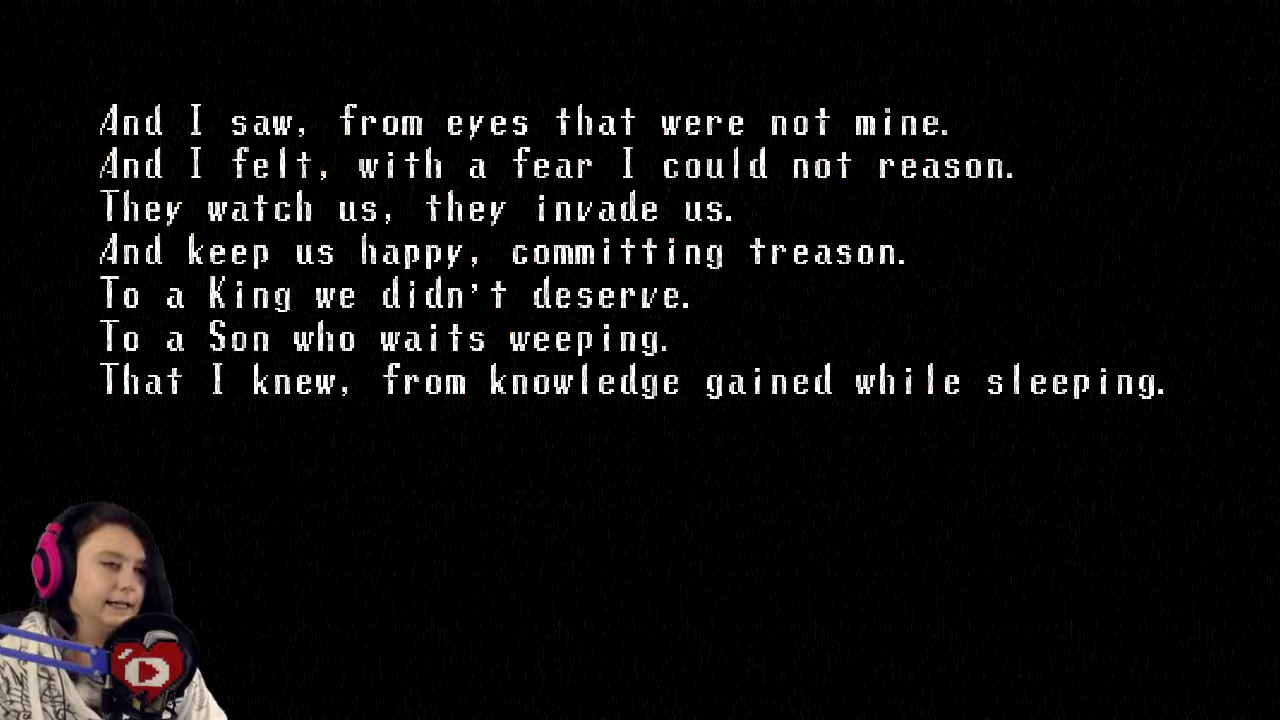 And I saw, from eyes that were not mine.
And I felt, with a fear I could not reason.
They watch us, they invade us.
And keep us happy, committing treason.
To a King we didn't deserve.
To a Son who waits weeping.
That I knew, from knowledge gained while sleeping.